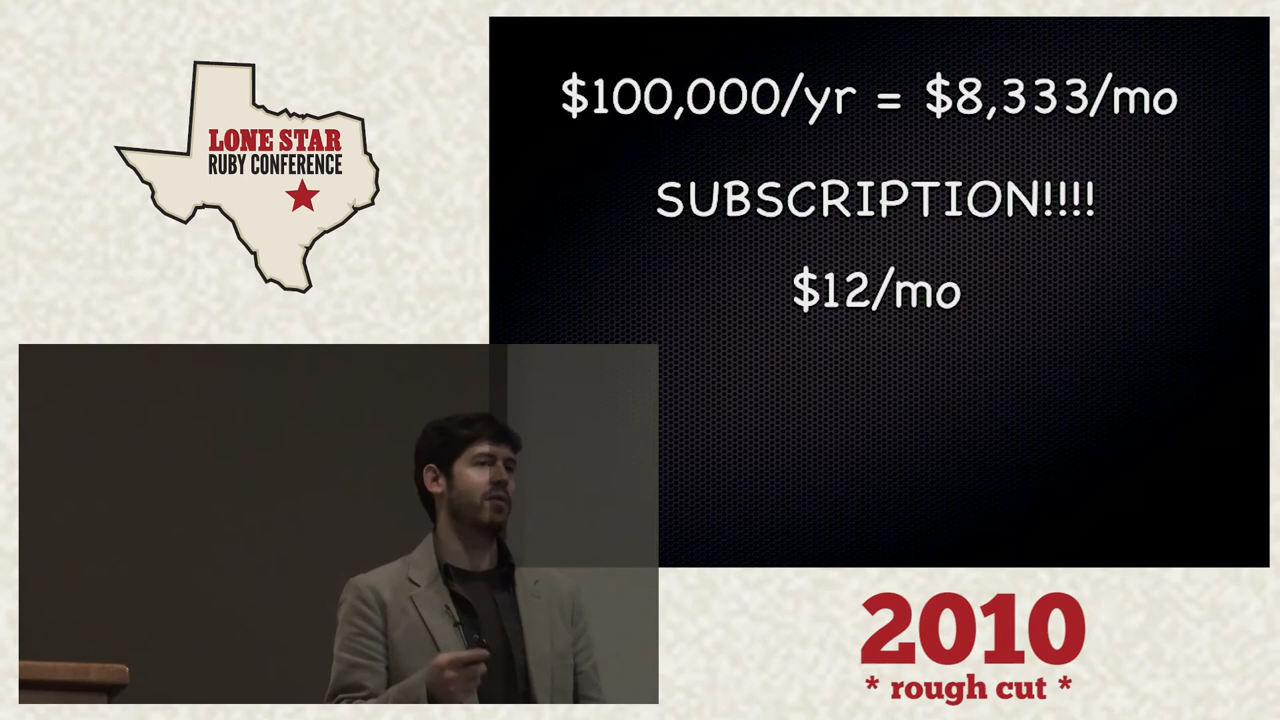 LONE STAR
RUBY CONFERENCE
$100,000/yr = $8,333/mo
SUBSCRIPTION!!!!
$12/mo
2010
* rough cut *